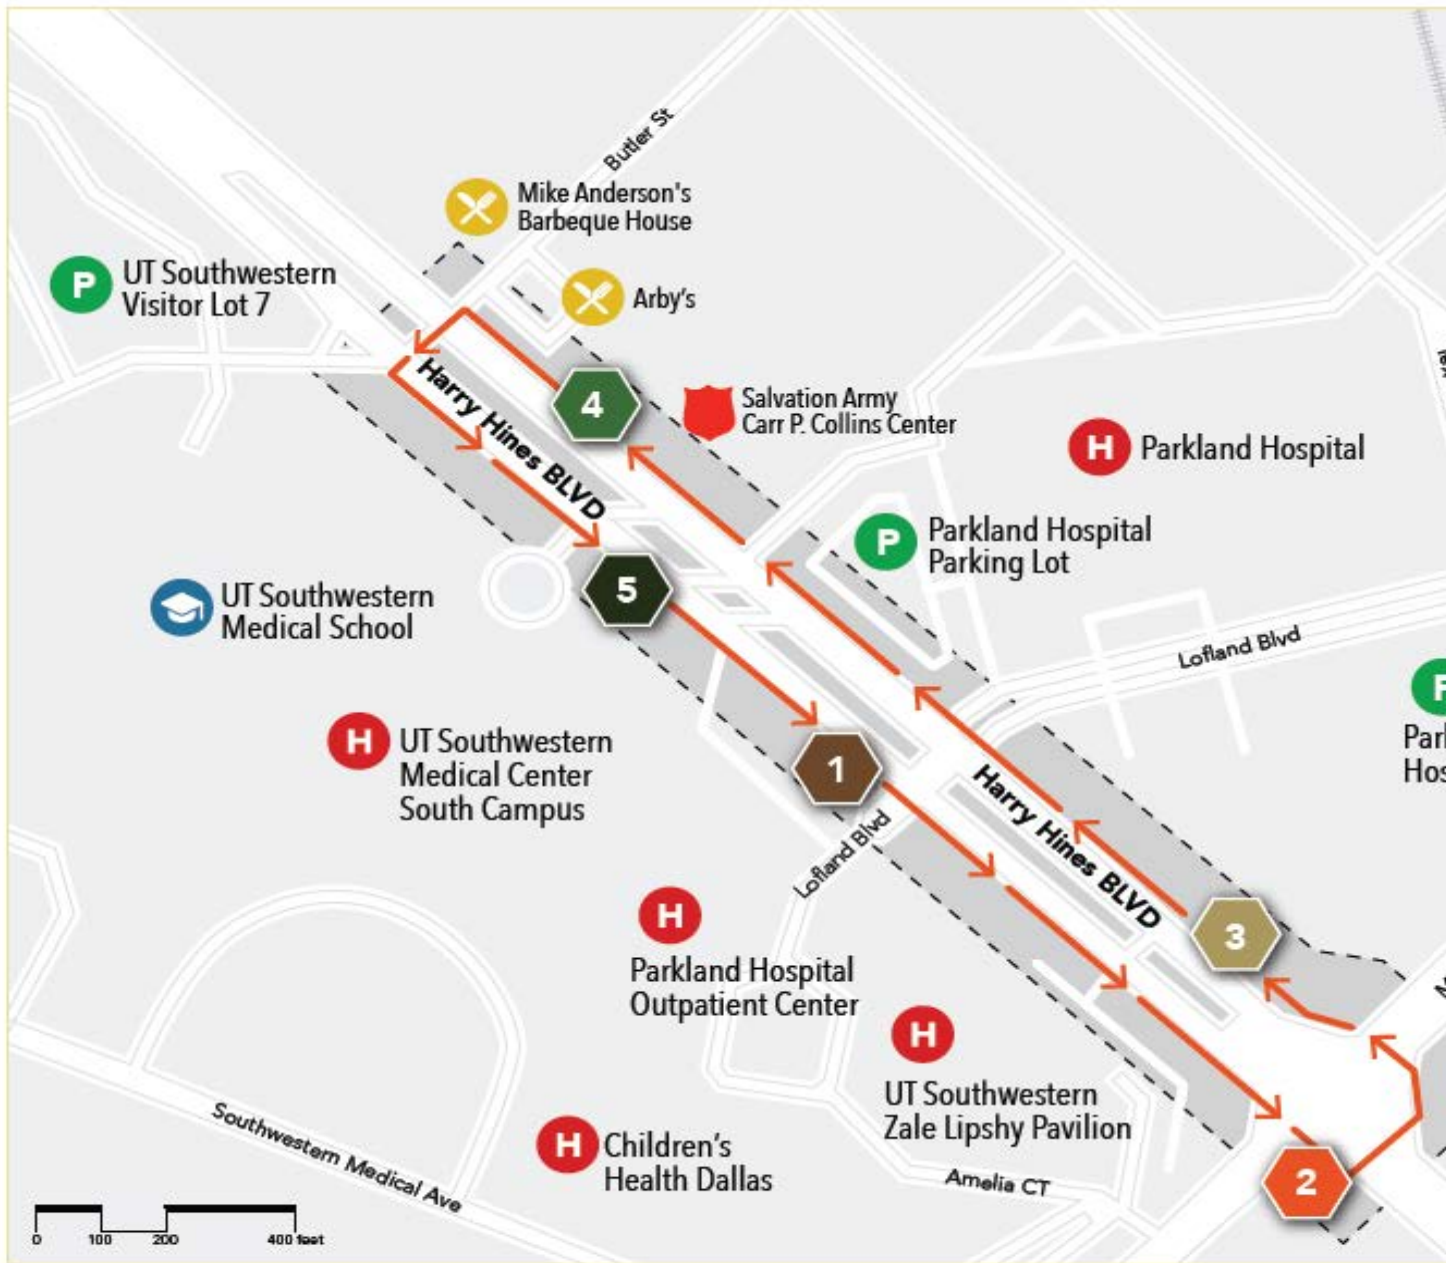 Butler St
Mike Anderson's
Barbeque House
P
UT Southwestern
Visitor Lot 7
Arby's
Harry Hines BLVD
4
Salvation Army
Carr P. Collins Center
H
Parkland Hospital
P
Parkland Hospital
Parking Lot
5
UT Southwestern
Medical School
Lofland Blvd
P
Parl
Hos
H
UT Southwestern
Medical Center
South Campus
1
Harry Hines BLVD
Lofland Blvd
3
H
Parkland Hospital
Outpatient Center
H
UT Southwestern
Zale Lipshy Pavilion
H
Children's
Health Dallas
Southwestern Medical Ave
Amelia CT
2
0 100 200 400 feet